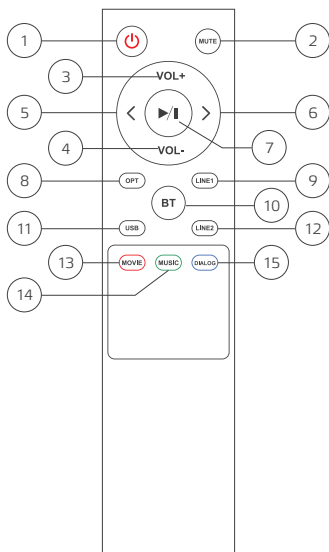 1
2
MUTE
3
VOL+
5
6
4
VOL-
7
8
OPT
LINE1
9
BT
10
11
USB
LINE2
12
13
MOVIE
MUSIC
DIALOG
15
14